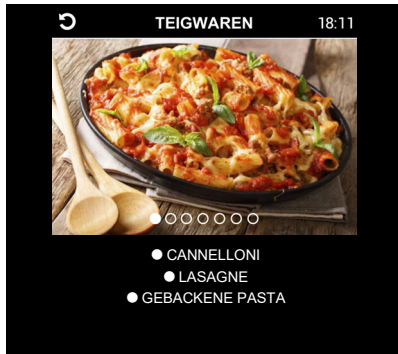 TEIGWAREN 18:11
● CANNELLONI
● LASAGNE
● GEBACKENE PASTA